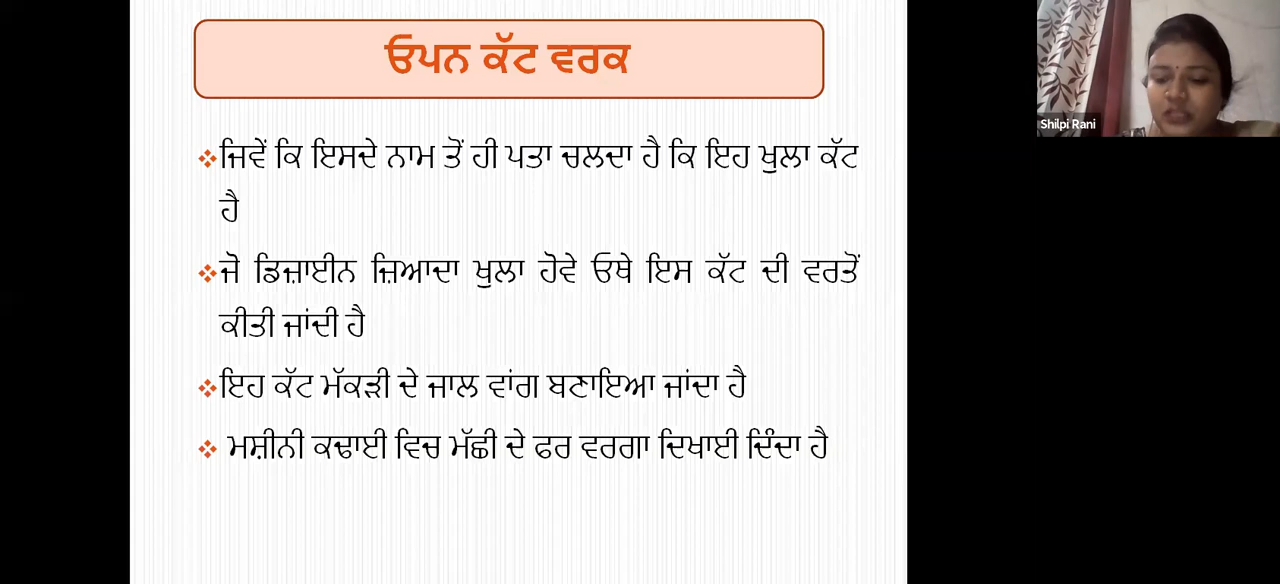 ਓਪਨ ਕੱਟ ਵਰਕ
Shilpi Rani
ਜਿਵੇਂ ਕਿ ਇਸਦੇ ਨਾਮ ਤੋਂ ਹੀ ਪਤਾ ਚਲਦਾ ਹੈ ਕਿ ਇਹ ਖੁਲਾ ਕੱਟ
ਹੈ
ਜੋ ਡਿਜ਼ਾਈਨ ਜ਼ਿਆਦਾ ਖੁਲਾ ਹੋਵੇ ਓਥੇ ਇਸ ਕੱਟ ਦੀ ਵਰਤੋਂ
ਕੀਤੀ ਜਾਂਦੀ ਹੈ
ਇਹ ਕੱਟ ਮੱਕੜੀ ਦੇ ਜਾਲ ਵਾਂਗ ਬਣਾਇਆ ਜਾਂਦਾ ਹੈ
ਮਸ਼ੀਨੀ ਕਢਾਈ ਵਿਚ ਮੱਛੀ ਦੇ ਫਰ ਵਰਗਾ ਦਿਖਾਈ ਦਿੰਦਾ ਹੈ